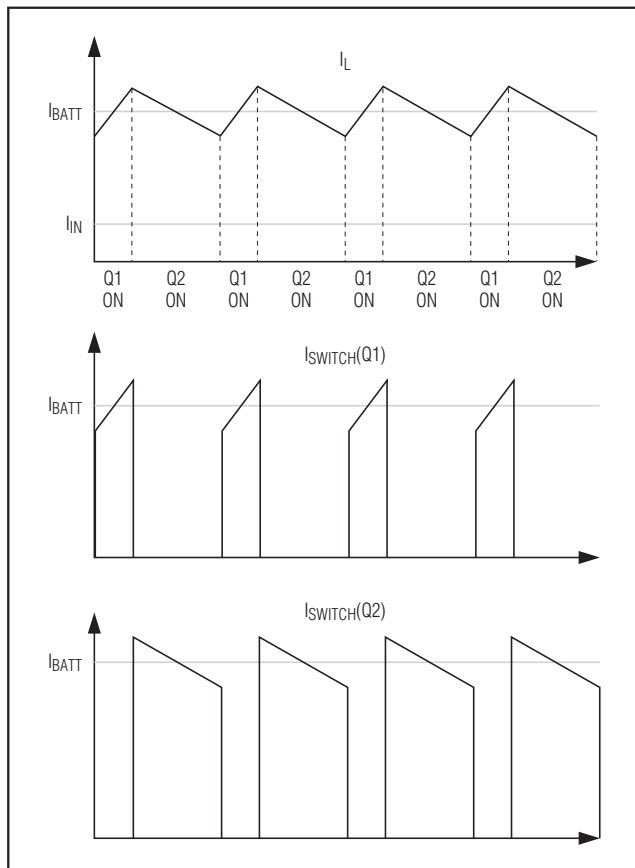 IL
IBATT
IIN
Q1 ON Q2 ON Q1 ON Q2 ON Q1 ON Q2 ON Q1 ON Q2 ON
ISWITCH(Q1)
IBATT
ISWITCH(Q2)
IBATT